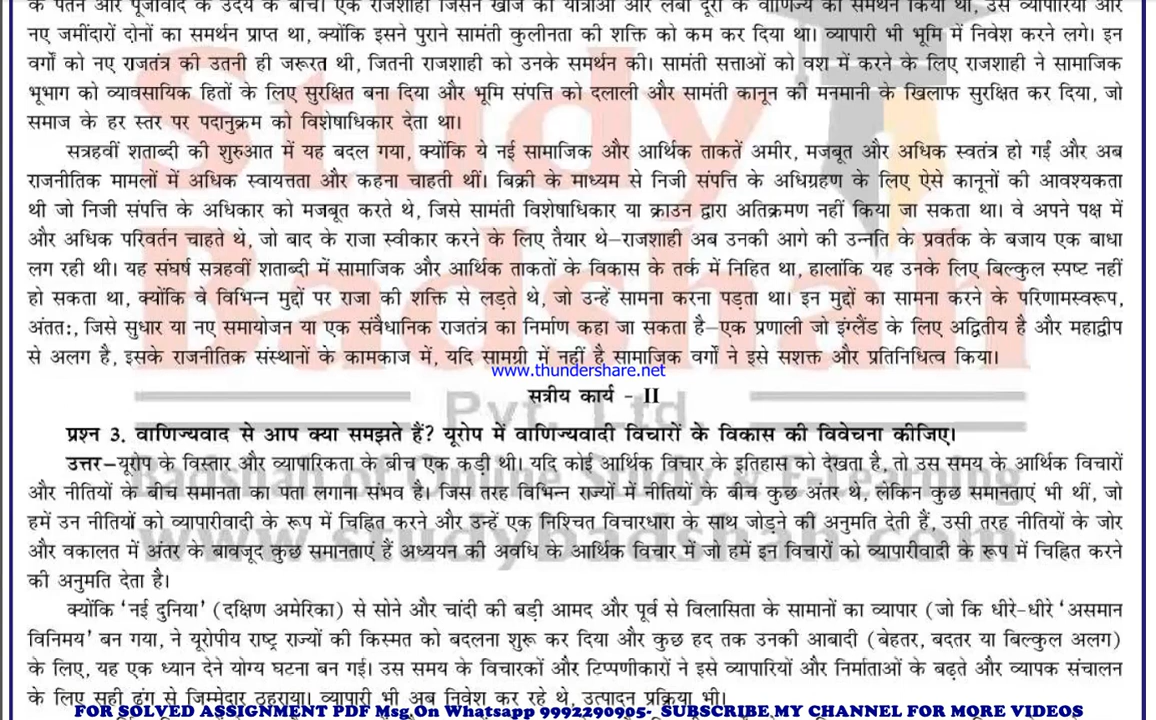 के पतन और पूंजीवाद के उदय के बीच। एक राजशाही जिसने खोज की यात्राओं और लंबी दूरी के वाणिज्य का समर्थन किया था, उसे व्यापारियों और
नए जमींदारों दोनों का समर्थन प्राप्त था, क्योंकि इसने पुराने सामंती कुलीनता की शक्ति को कम कर दिया था। व्यापारी भी भूमि में निवेश करने लगे। इन
वर्गों को नए राजतंत्र की उतनी ही जरूरत थी, जितनी राजशाही को उनके समर्थन की। सामंती सत्ताओं को वश में करने के लिए राजशाही ने सामाजिक
भूभाग को व्यावसायिक हितों के लिए सुरक्षित बना दिया और भूमि संपत्ति को दलाली और सामंती कानून की मनमानी के खिलाफ सुरक्षित कर दिया, जो
समाज के हर स्तर पर पदानुक्रम को विशेषाधिकार देता था।
सत्रहवीं शताब्दी की शुरुआत में यह बदल गया, क्योंकि ये नई सामाजिक और आर्थिक ताकतें अमीर, मजबूत और अधिक स्वतंत्र हो गईं और अब
राजनीतिक मामलों में अधिक स्वायत्तता और कहना चाहती थीं। बिक्री के माध्यम से निजी संपत्ति के अधिग्रहण के लिए ऐसे कानूनों की आवश्यकता
थी जो निजी संपत्ति के अधिकार को मजबूत करते थे, जिसे सामंती विशेषाधिकार या क्राउन द्वारा अतिक्रमण नहीं किया जा सकता था। वे अपने पक्ष में
और अधिक परिवर्तन चाहते थे, जो बाद के राजा स्वीकार करने के लिए तैयार थे–राजशाही अब उनकी आगे की उन्नति के प्रवर्तक के बजाय एक बाधा
लग रही थी। यह संघर्ष सत्रहवीं शताब्दी में सामाजिक और आर्थिक ताकतों के विकास के तर्क में निहित था, हालांकि यह उनके लिए बिल्कुल स्पष्ट नहीं
हो सकता था, क्योंकि वे विभिन्न मुद्दों पर राजा की शक्ति से लड़ते थे, जो उन्हें सामना करना पड़ता था। इन मुद्दों का सामना करने के परिणामस्वरूप,
अंततः, जिसे सुधार या नए समायोजन या एक संवैधानिक राजतंत्र का निर्माण कहा जा सकता है–एक प्रणाली जो इंग्लैंड के लिए अद्वितीय है और महाद्वीप
से अलग है, इसके राजनीतिक संस्थानों के कामकाज में, यदि सामग्री में नहीं है सामाजिक वर्गों ने इसे सशक्त और प्रतिनिधित्व किया।
www.thundershare.net
सत्रीय कार्य - II
प्रश्न 3. वाणिज्यवाद से आप क्या समझते हैं? यूरोप में वाणिज्यवादी विचारों के विकास की विवेचना कीजिए।
उत्तर–यूरोप के विस्तार और व्यापारिकता के बीच एक कड़ी थी। यदि कोई आर्थिक विचार के इतिहास को देखता है, तो उस समय के आर्थिक विचारों
और नीतियों के बीच समानता का पता लगाना संभव है। जिस तरह विभिन्न राज्यों में नीतियों के बीच कुछ अंतर थे, लेकिन कुछ समानताएं भी थीं, जो
हमें उन नीतियों को व्यापारीवादी के रूप में चिह्नित करने और उन्हें एक निश्चित विचारधारा के साथ जोड़ने की अनुमति देती हैं, उसी तरह नीतियों के जोर
और वकालत में अंतर के बावजूद कुछ समानताएं हैं अध्ययन की अवधि के आर्थिक विचार में जो हमें इन विचारों को व्यापारीवादी के रूप में चिह्नित करने
की अनुमति देता है।
क्योंकि 'नई दुनिया' (दक्षिण अमेरिका) से सोने और चांदी की बड़ी आमद और पूर्व से विलासिता के सामानों का व्यापार (जो कि धीरे-धीरे 'असमान
विनिमय' बन गया, ने यूरोपीय राष्ट्र राज्यों की किस्मत को बदलना शुरू कर दिया और कुछ हद तक उनकी आबादी (बेहतर, बदतर या बिल्कुल अलग)
के लिए, यह एक ध्यान देने योग्य घटना बन गई। उस समय के विचारकों और टिप्पणीकारों ने इसे व्यापारियों और निर्माताओं के बढ़ते और व्यापक संचालन
के लिए सही ढंग से जिम्मेदार ठहराया। व्यापारी भी अब निवेश कर रहे थे, उत्पादन प्रक्रिया भी।
FOR SOLVED ASSIGNMENT PDF Msg On Whatsapp 9992290905- SUBSCRIBE MY CHANNEL FOR MORE VIDEOS
Study
Badshah
Pvt. Ltd
Badshah of Online Study & E-Learning
www.studybadshah.com